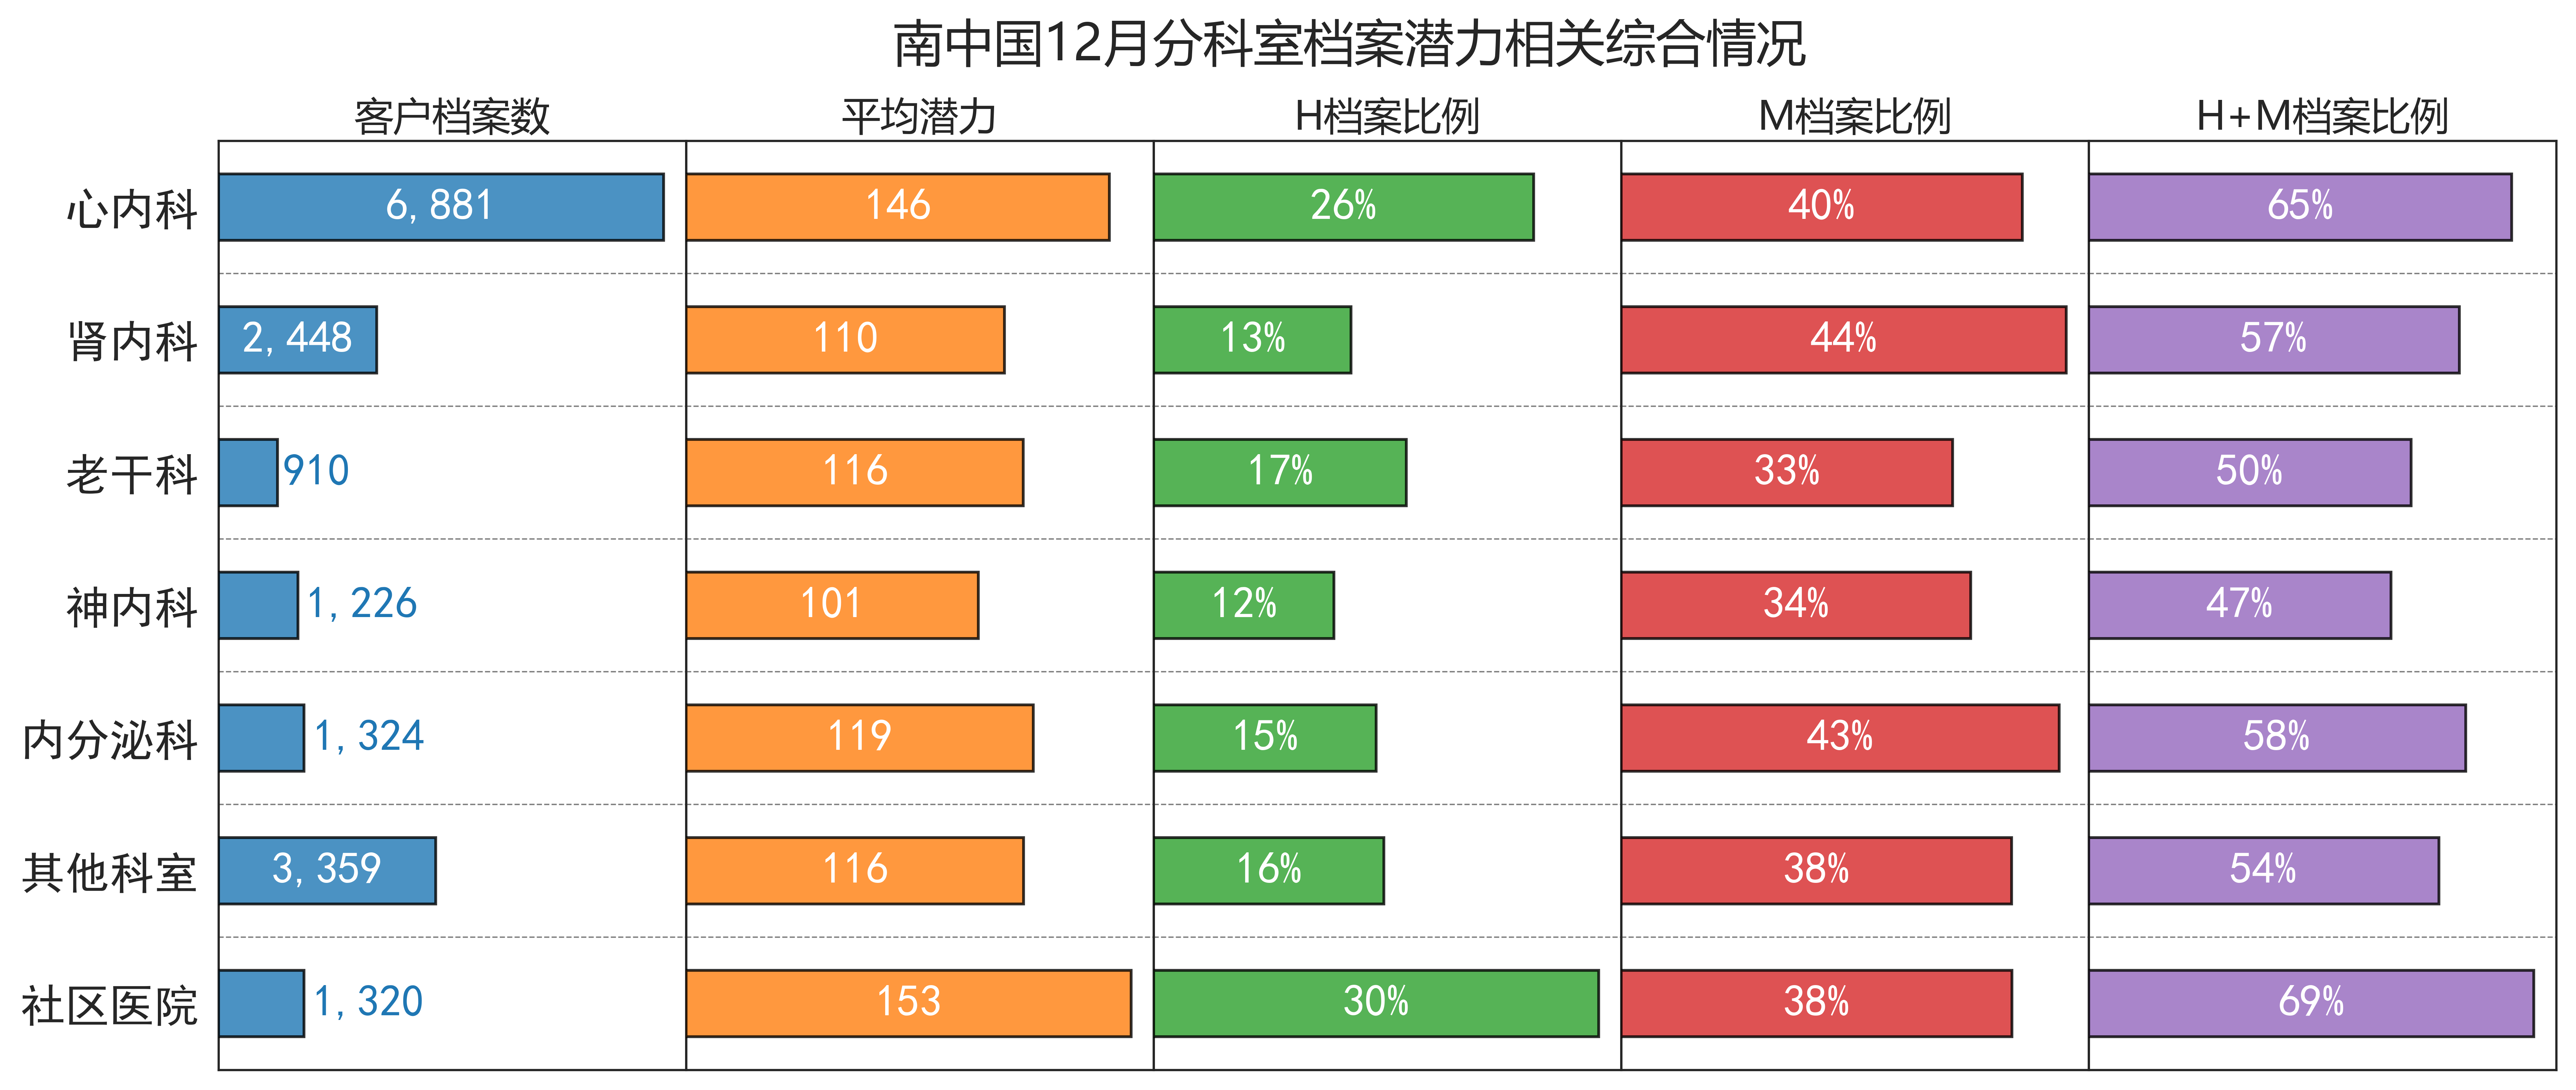 南中国12月分科室档案潜力相关综合情况
客户档案数 平均潜力 H档案比例 M档案比例 H+M档案比例
心内科 6,881 146 26% 40% 65%
肾内科 2,448 110 13% 44% 57%
老干科 910 116 17% 33% 50%
神内科 1,226 101 12% 34% 47%
内分泌科 1,324 119 15% 43% 58%
其他科室 3,359 116 16% 38% 54%
社区医院 1,320 153 30% 38% 69%